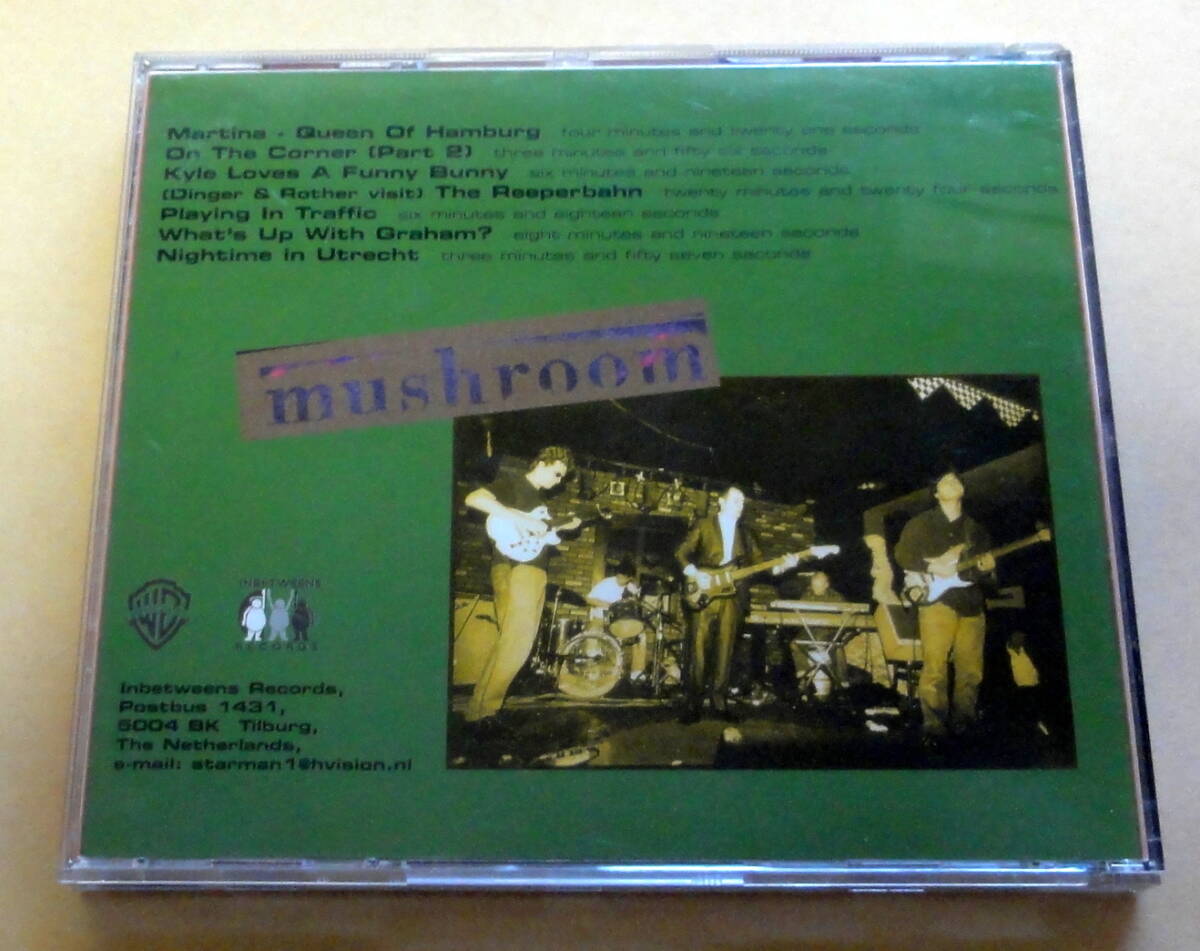 Martina - Queen Of Hamburg four minutes and twenty one seconds
On The Corner (Part 2) three minutes and fifty six seconds
Kyle Loves A Funny Bunny six minutes and nineteen seconds
(Dinger & Rother visit) The Reeperbahn twenty minutes and twenty four seconds
Playing In Traffic six minutes and eighteen seconds
What's Up With Graham? eight minutes and nineteen seconds
Nightime in Utrecht three minutes and fifty seven seconds
mushroom
WB
INBETWEENS
RECORDS
Inbetweens Records,
Postbus 1431,
5004 BK Tilburg,
The Netherlands,
e-mail: starman1@hvision.nl